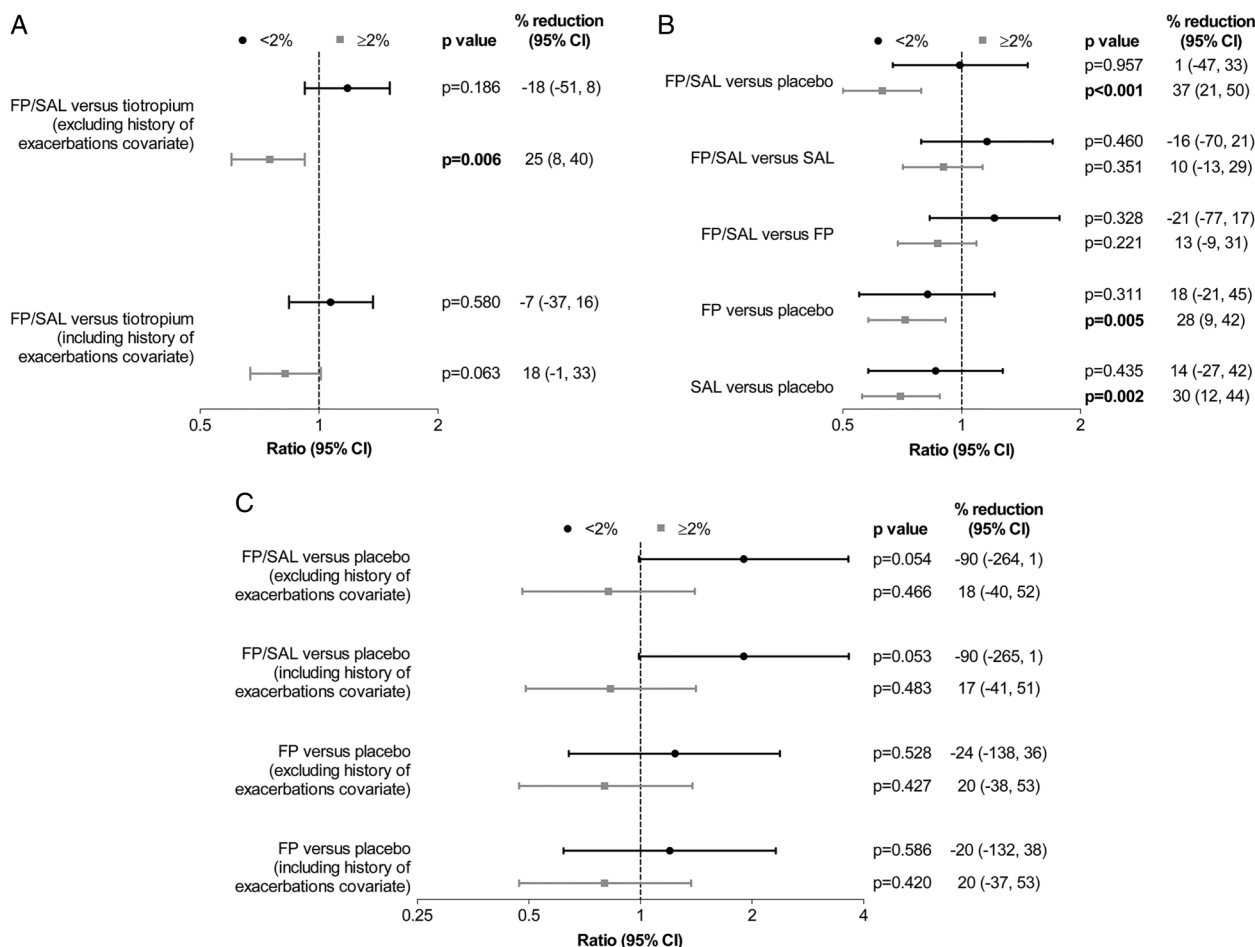 A
<2%
≥2%
p value
% reduction
(95% CI)
FP/SAL versus tiotropium
(excluding history of
exacerbations covariate)
p=0.186
-18 (-51, 8)
p=0.006
25 (8, 40)
FP/SAL versus tiotropium
(including history of
exacerbations covariate)
p=0.580
-7 (-37, 16)
p=0.063
18 (-1, 33)
0.5
1
2
Ratio (95% CI)
B
<2%
≥2%
p value
% reduction
(95% CI)
FP/SAL versus placebo
p=0.957
1 (-47, 33)
p<0.001
37 (21, 50)
FP/SAL versus SAL
p=0.460
-16 (-70, 21)
p=0.351
10 (-13, 29)
FP/SAL versus FP
p=0.328
-21 (-77, 17)
p=0.221
13 (-9, 31)
FP versus placebo
p=0.311
18 (-21, 45)
p=0.005
28 (9, 42)
SAL versus placebo
p=0.435
14 (-27, 42)
p=0.002
30 (12, 44)
0.5
1
2
Ratio (95% CI)
C
<2%
≥2%
p value
% reduction
(95% CI)
FP/SAL versus placebo
(excluding history of
exacerbations covariate)
p=0.054
-90 (-264, 1)
p=0.466
18 (-40, 52)
FP/SAL versus placebo
(including history of
exacerbations covariate)
p=0.053
-90 (-265, 1)
p=0.483
17 (-41, 51)
FP versus placebo
(excluding history of
exacerbations covariate)
p=0.528
-24 (-138, 36)
p=0.427
20 (-38, 53)
FP versus placebo
(including history of
exacerbations covariate)
p=0.586
-20 (-132, 38)
p=0.420
20 (-37, 53)
0.25
0.5
1
2
4
Ratio (95% CI)